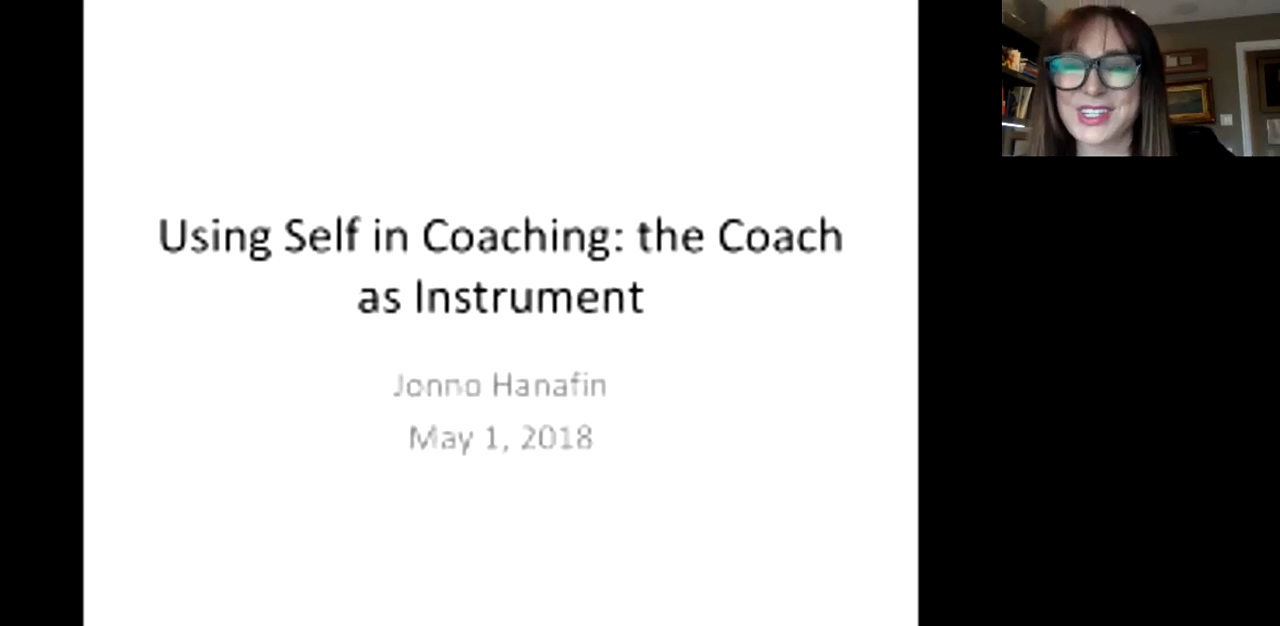 Using Self in Coaching: the Coach
as Instrument
Jonno Hanafin
May 1, 2018